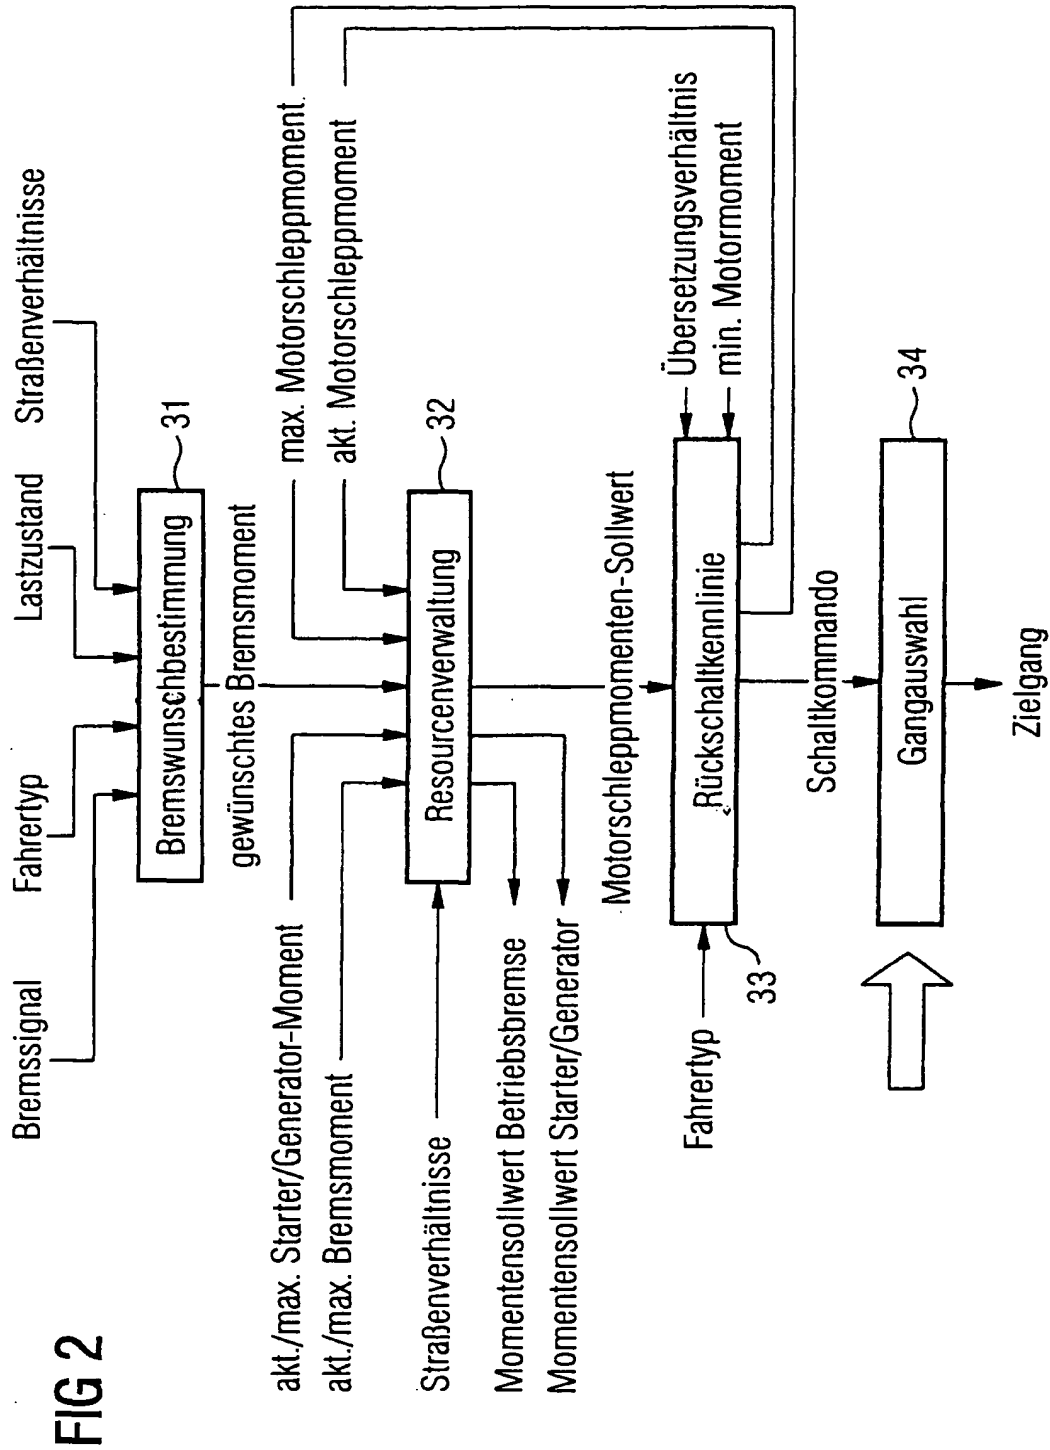 FIG 2
Bremssignal
Fahrertyp
Lastzustand
Straßenverhältnisse
Bremswunschbestimmung
31
gewünschtes Bremsmoment
akt./max. Starter/Generator-Moment
akt./max. Bremsmoment
max. Motorschleppmoment
akt. Motorschleppmoment
Straßenverhältnisse
Resourcenverwaltung
32
Momentensollwert Betriebsbremse
Momentensollwert Starter/Generator
Motorschleppmomenten-Sollwert
Fahrertyp
Rückschaltkennlinie
33
Übersetzungsverhältnis
min. Motormoment
Schaltkommando
Gangauswahl
34
Zielgang